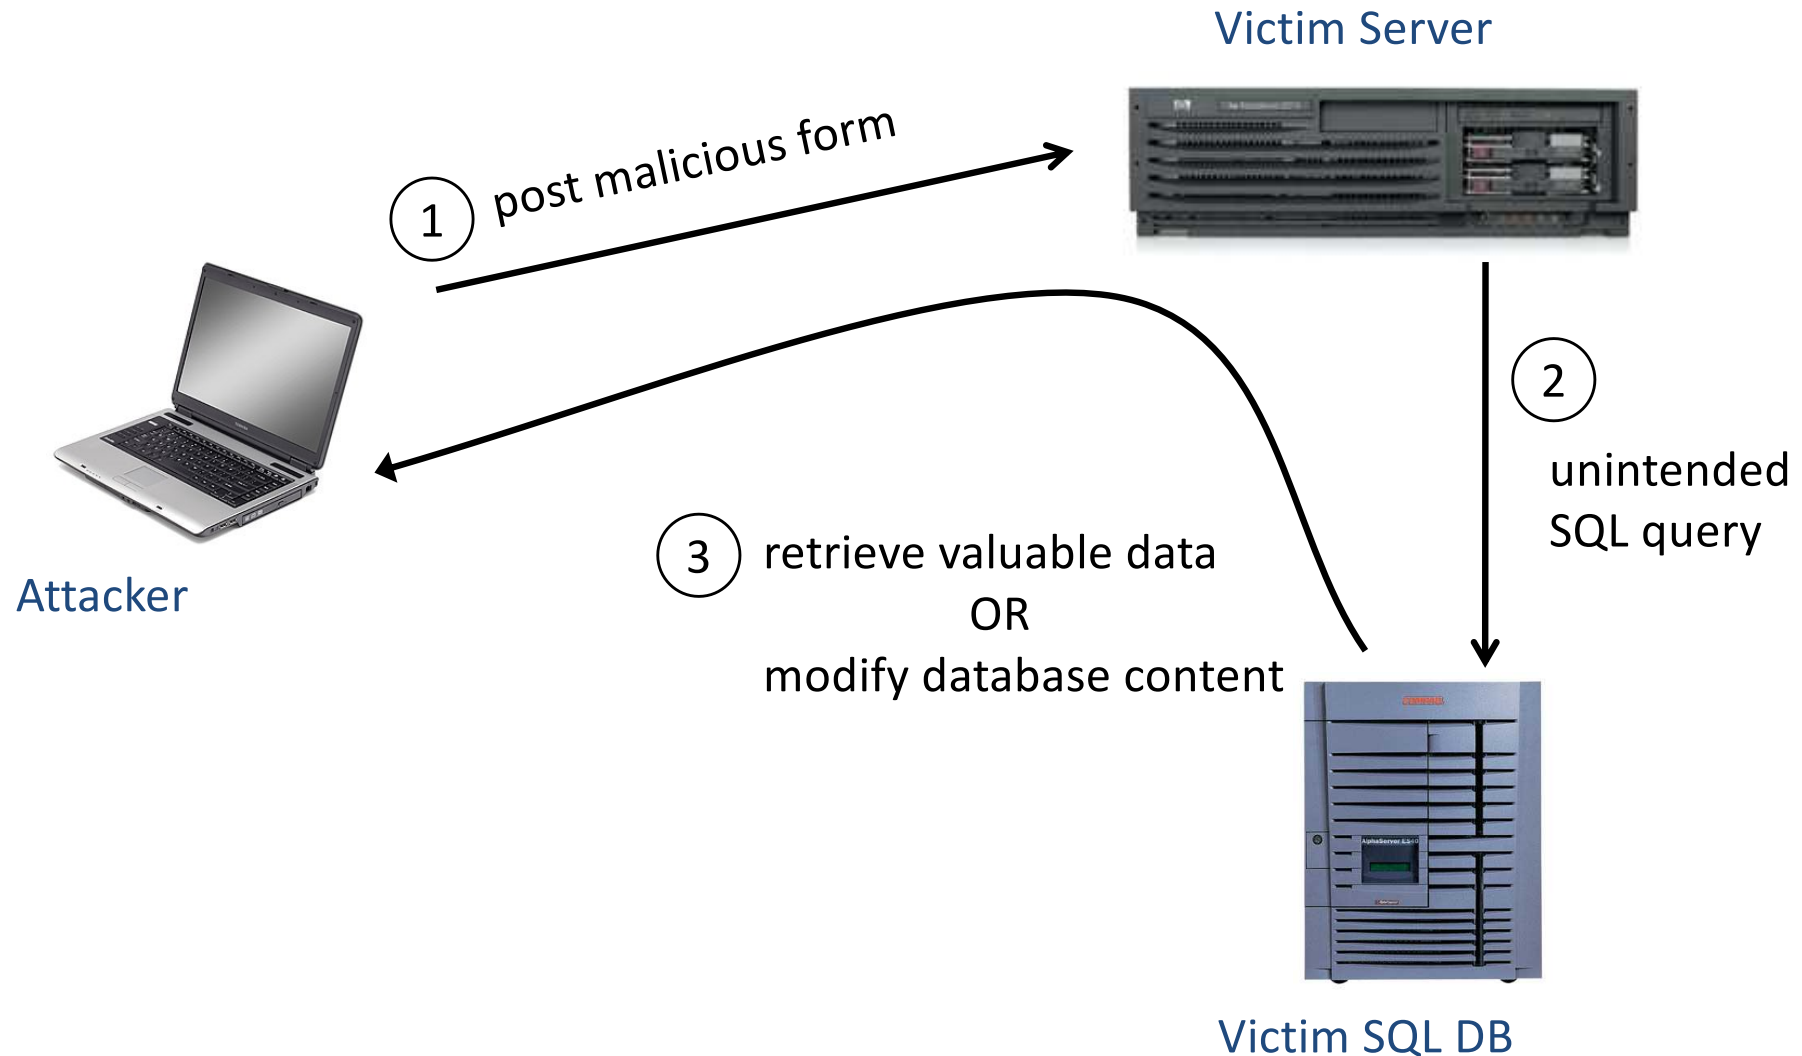 Victim Server
1
post malicious form
2
unintended
SQL query
3
retrieve valuable data
OR
modify database content
Attacker
Victim SQL DB